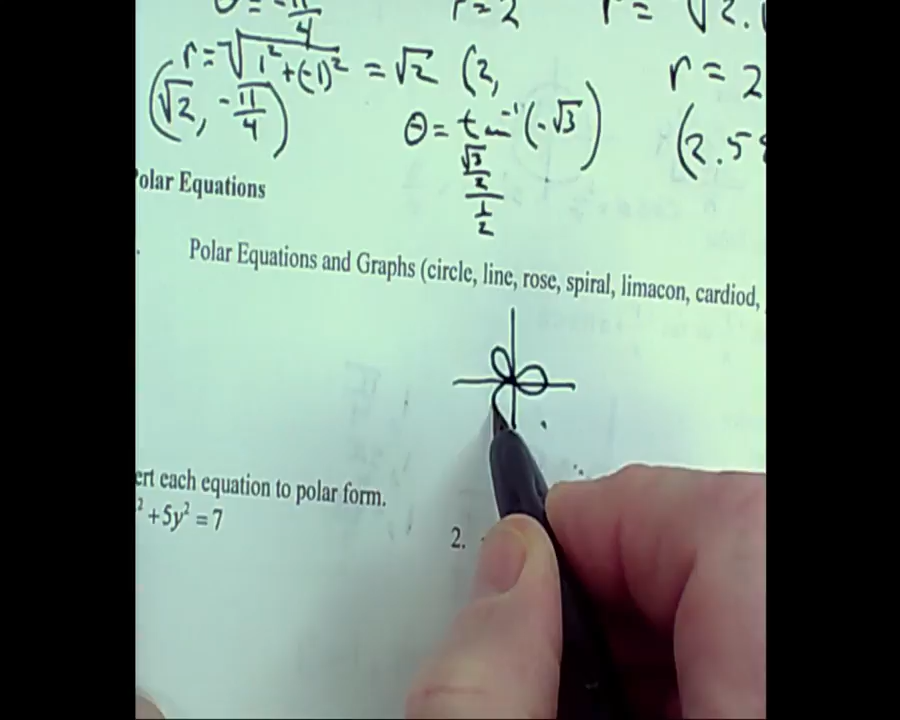 θ = -π/4 r = 2 r = √2.
r = √1² + (-1)² = √2 (2, r = 2
(√2, -π/4) θ = tan⁻¹(-√3) ) (2.5
√3/2
1/2
olar Equations
Polar Equations and Graphs (circle, line, rose, spiral, limacon, cardiod,
ert each equation to polar form.
² + 5y² = 7 2.